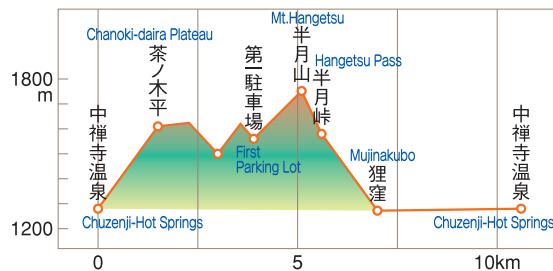 Mt.Hangetsu
半月山
Chanoki-daira Plateau
茶ノ木平
第一駐車場
Hangetsu Pass
半月峠
1800
m
中禅寺温泉
中禅寺温泉
First
Parking Lot
Mujinakubo
狸窪
1200
Chuzenji-Hot Springs
Chuzenji-Hot Springs
0
5
10km